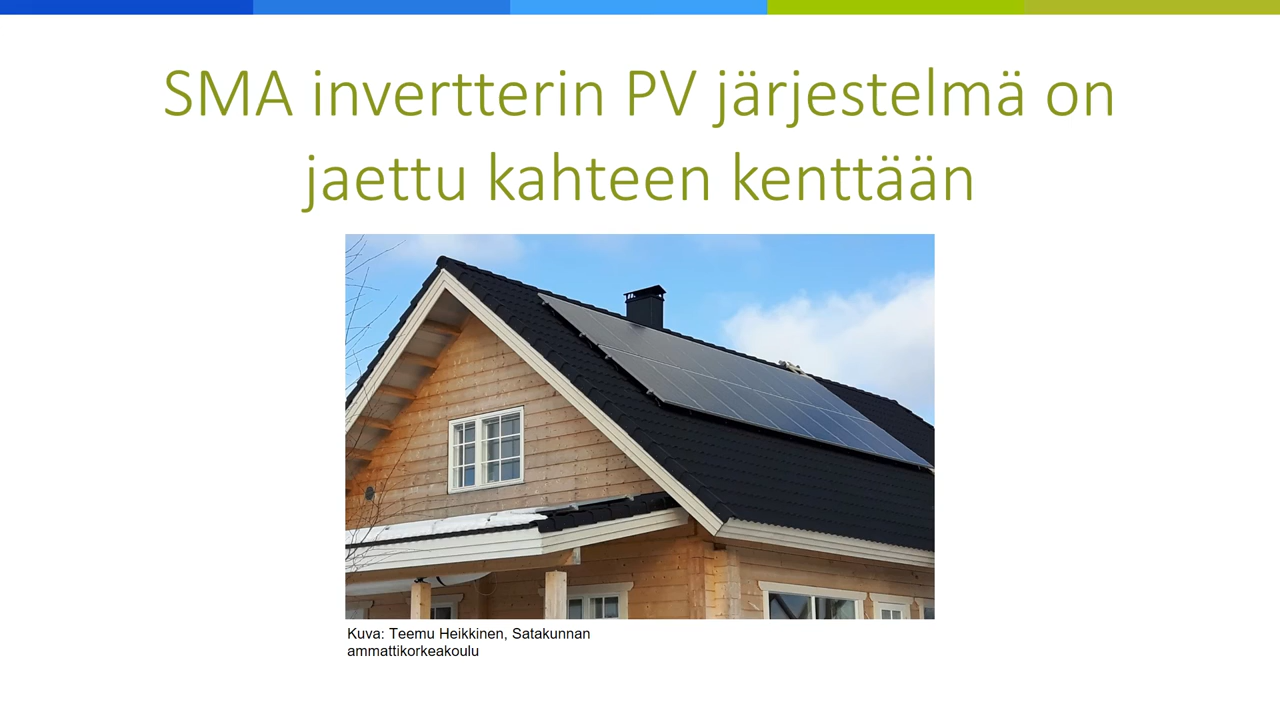 SMA invertterin PV järjestelmä on
jaettu kahteen kenttään
Kuva: Teemu Heikkinen, Satakunnan
ammattikorkeakoulu